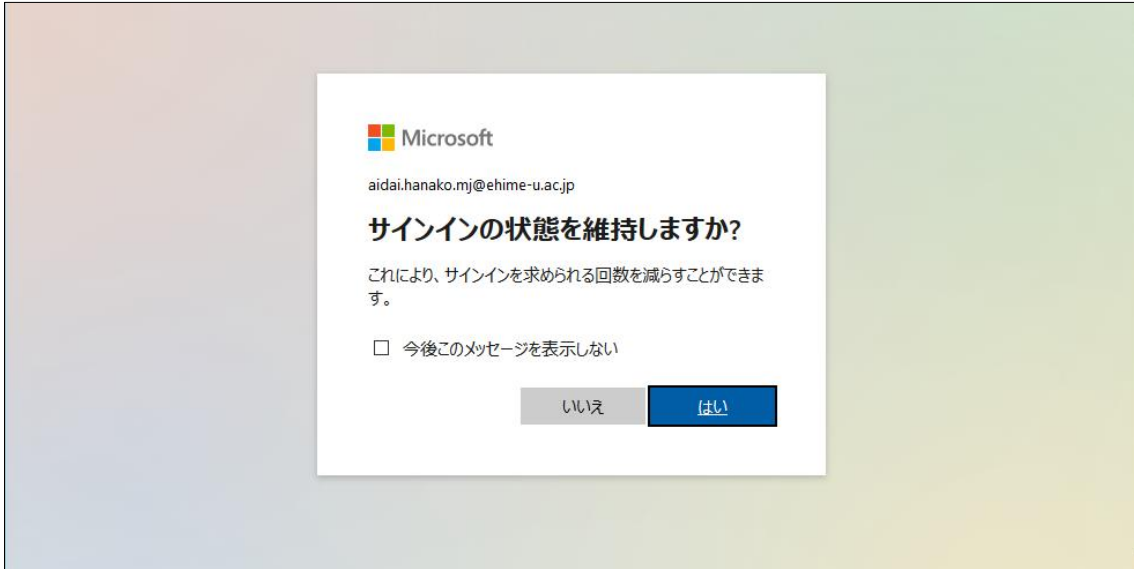 Microsoft
aidai.hanako.mj@ehime-u.ac.jp
サインインの状態を維持しますか?
これにより、サインインを求められる回数を減らすことができま
す。
今後このメッセージを表示しない
いいえ
はい